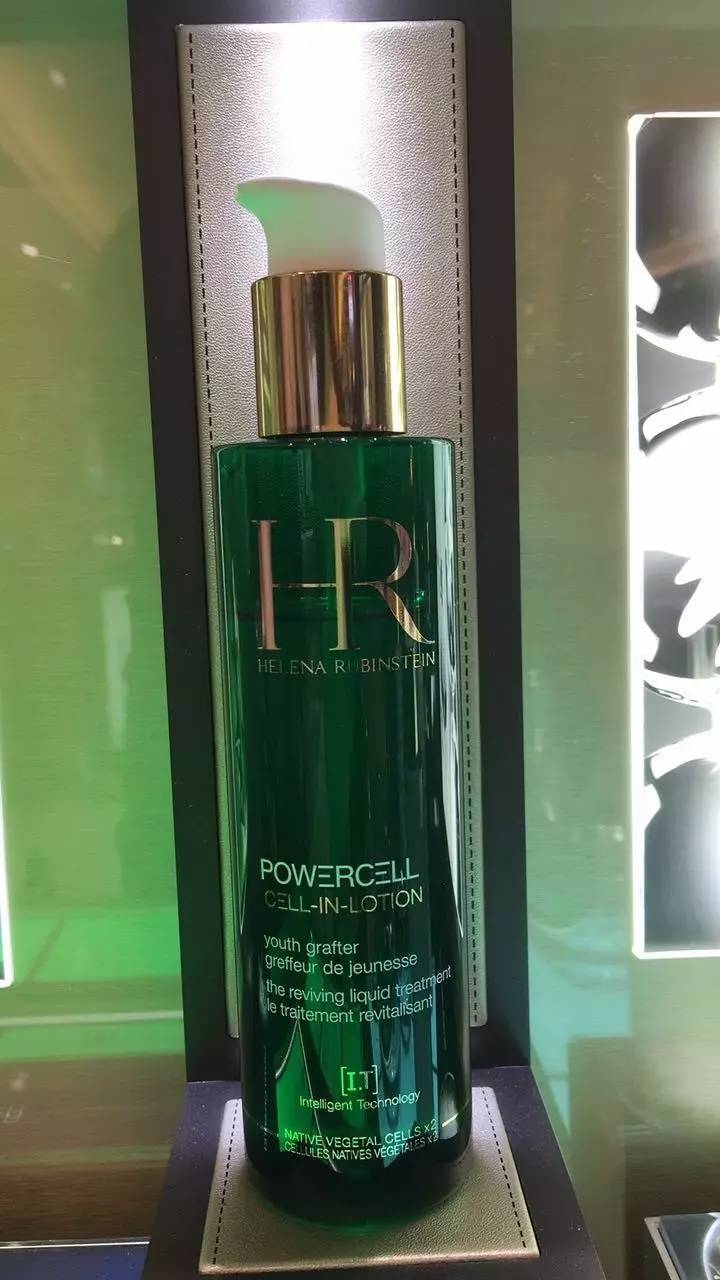 HR
HELENA RUBINSTEIN
POWERCELL
CELL-IN-LOTION
youth grafter
greffeur de jeunesse
the reviving liquid treatment
le traitement revitalisant
[I.T]
Intelligent Technology
NATIVE VEGETAL CELLS x2
CELLULES NATIVES VÉGÉTALES x2